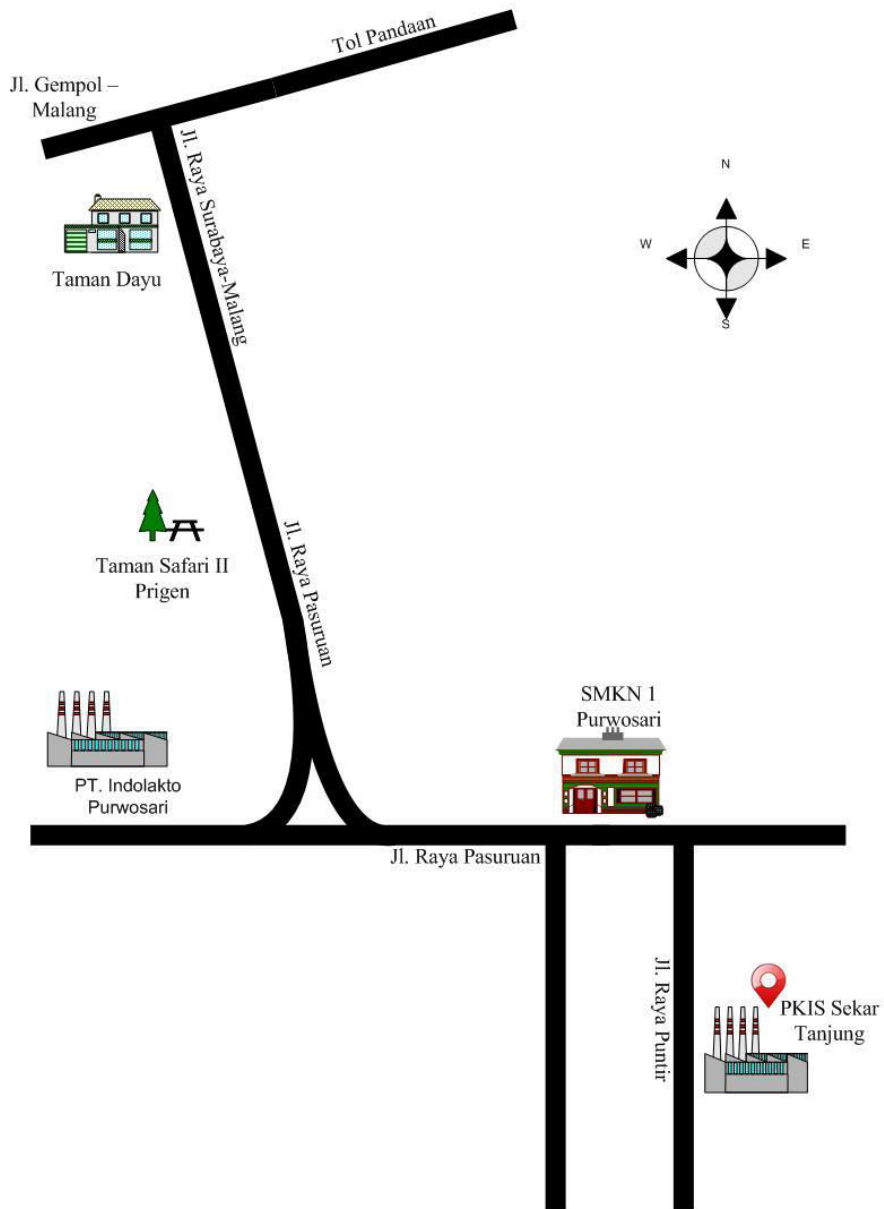 Tol Pandaan
Jl. Gempol –
Malang
Jl. Raya Surabaya-Malang
N
W
E
S
Taman Dayu
Jl. Raya Pasuruan
Taman Safari II
Prigen
SMKN 1
Purwosari
PT. Indolakto
Purwosari
Jl. Raya Pasuruan
Jl. Raya Puntir
PKIS Sekar
Tanjung